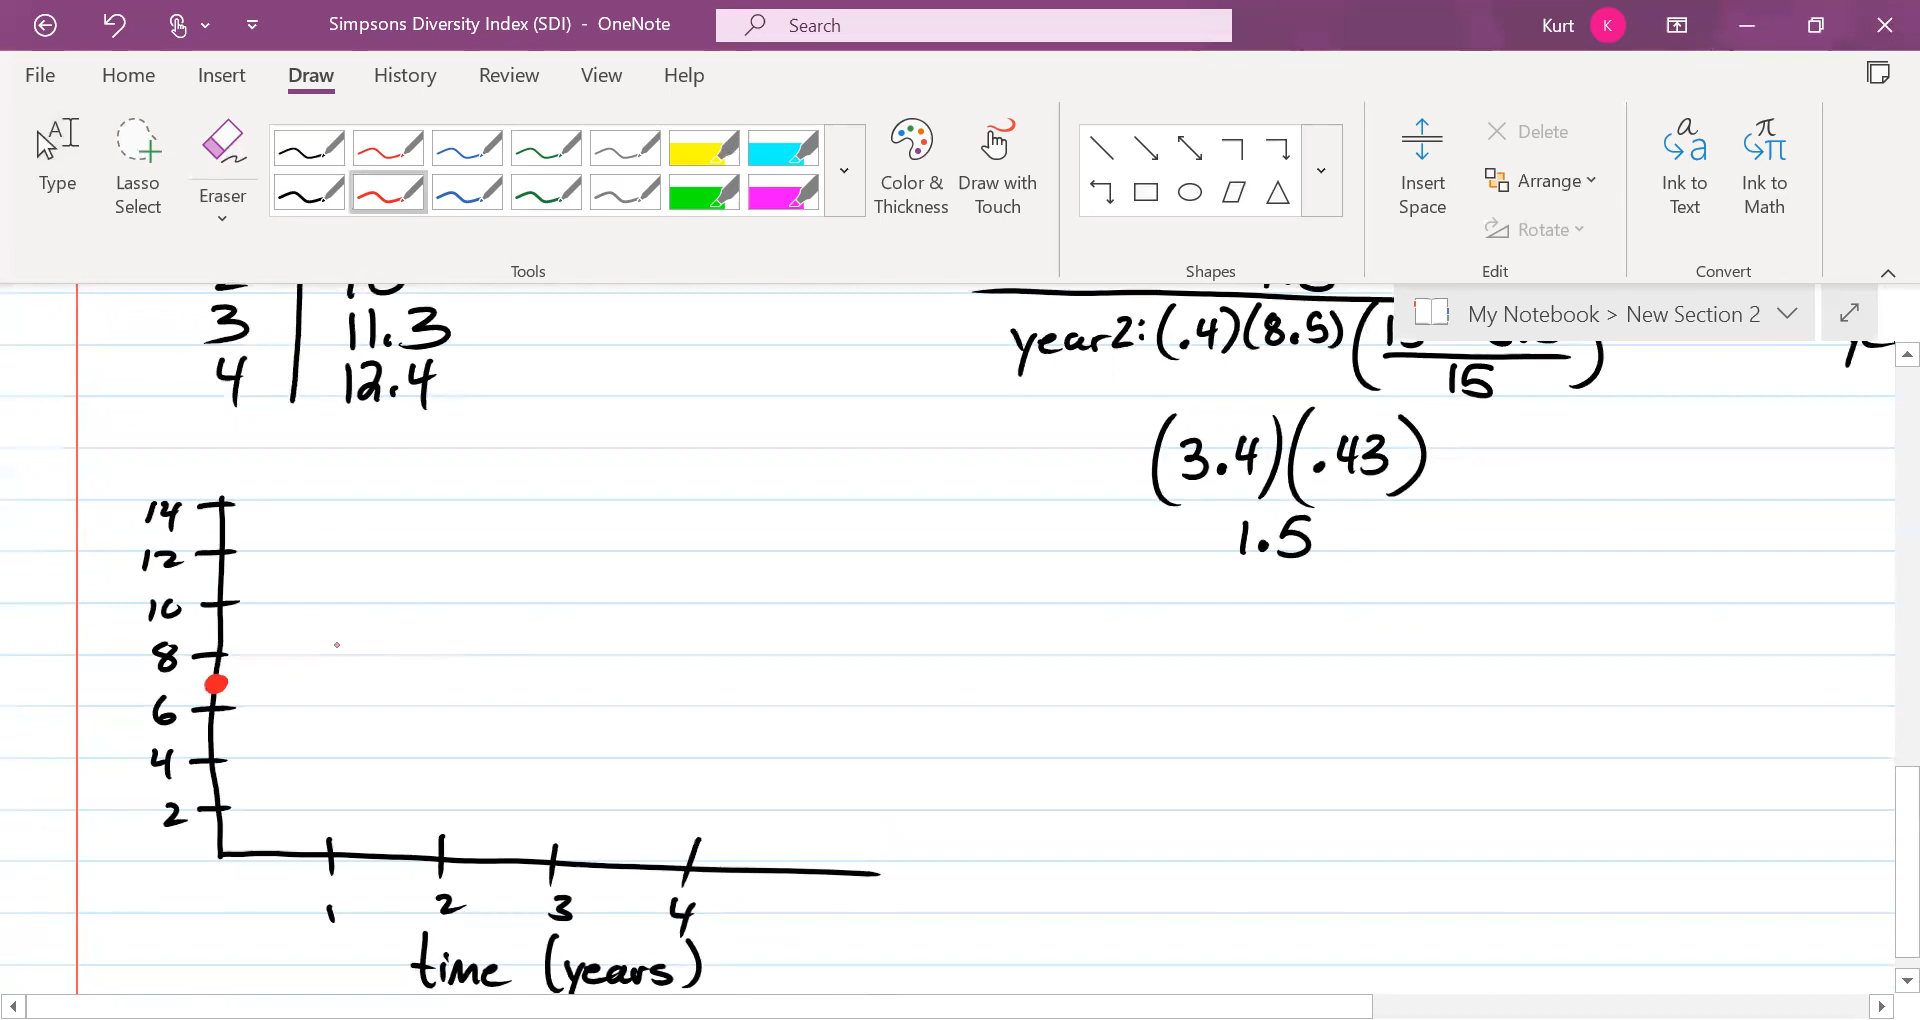 Simpsons Diversity Index (SDI) - OneNote
Search
Kurt K
File Home Insert Draw History Review View Help
Type
Lasso Select
Eraser
Color & Thickness
Draw with Touch
Insert Space
Delete
Arrange
Rotate
Ink to Text
Ink to Math
Tools
Shapes
Edit
Convert
My Notebook > New Section 2
3 11.3
4 12.4
year 2: (.4)(8.5)(
15 )
(3.4)(.43)
1.5
14
12
10
8
6
4
2
1 2 3 4
time (years)